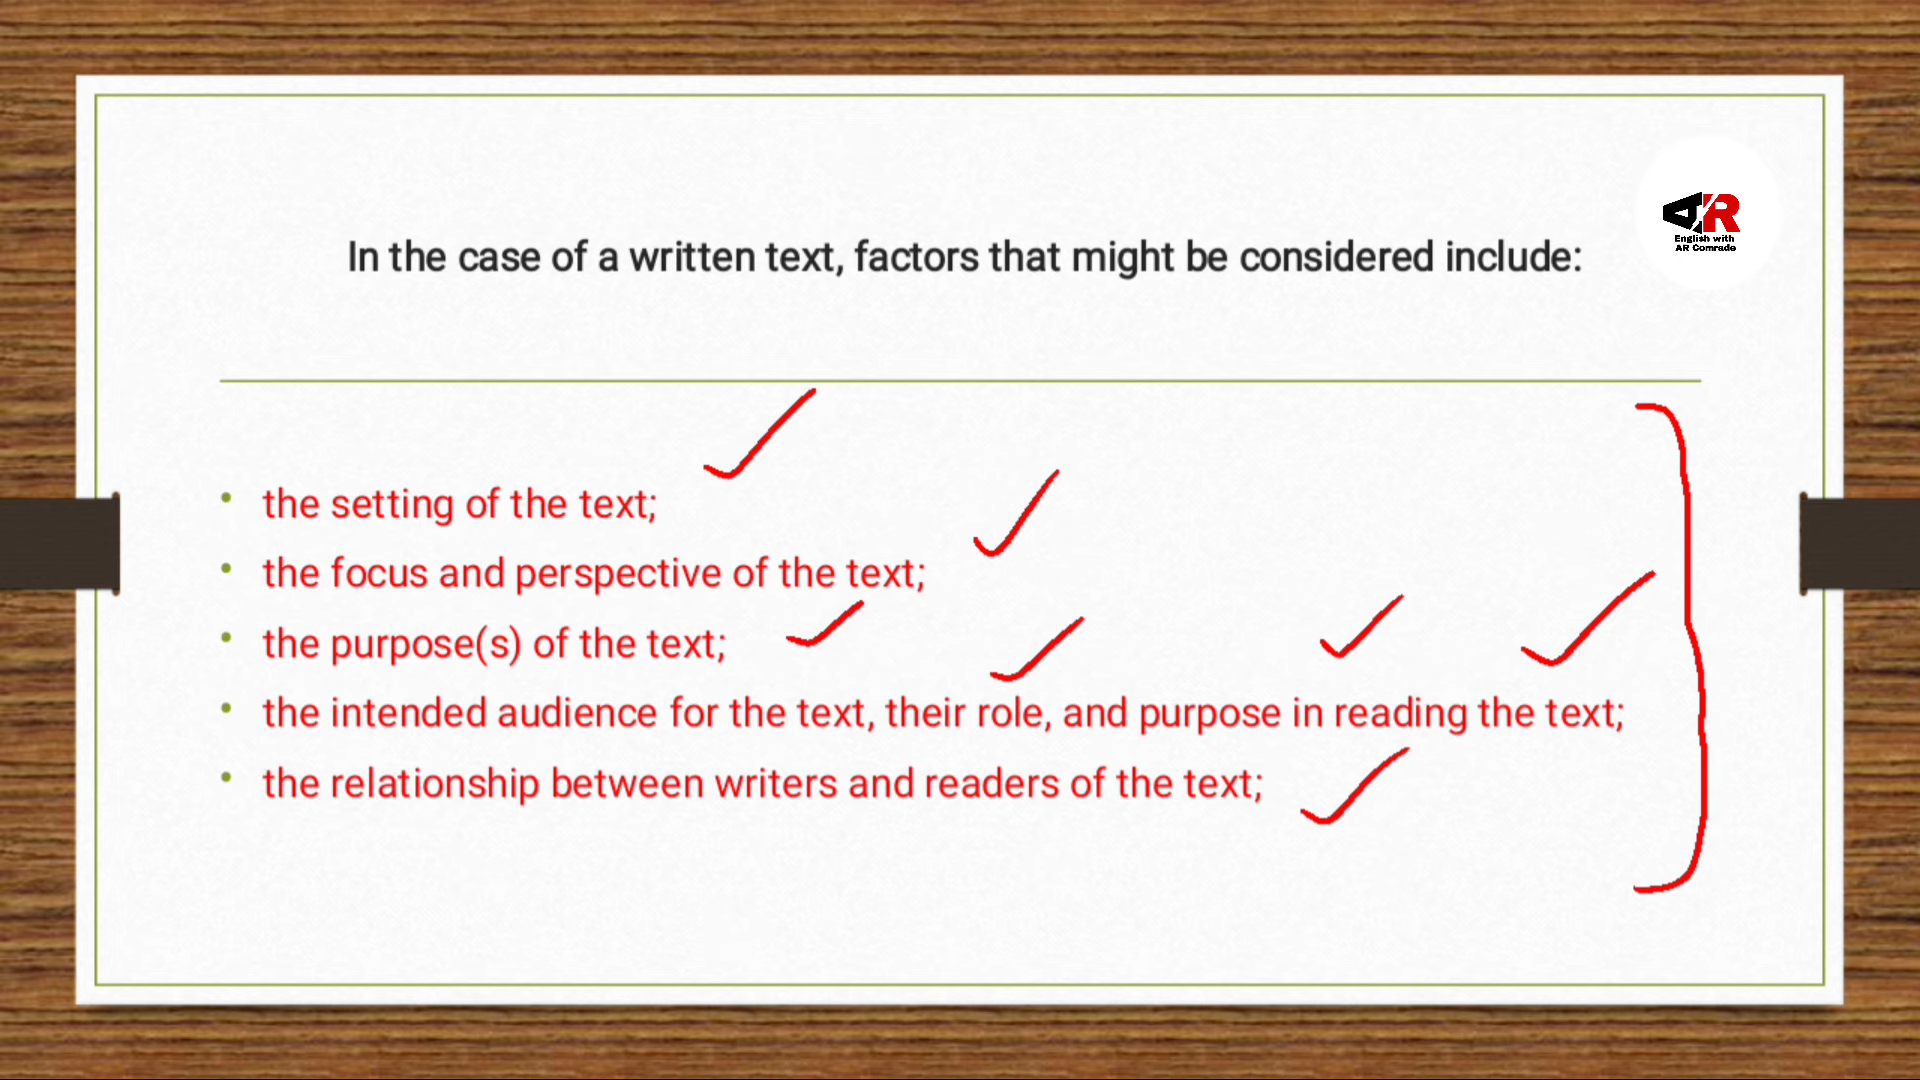 AR
English with
AR Comrade
In the case of a written text, factors that might be considered include:
• the setting of the text;
• the focus and perspective of the text;
• the purpose(s) of the text;
• the intended audience for the text, their role, and purpose in reading the text;
• the relationship between writers and readers of the text;